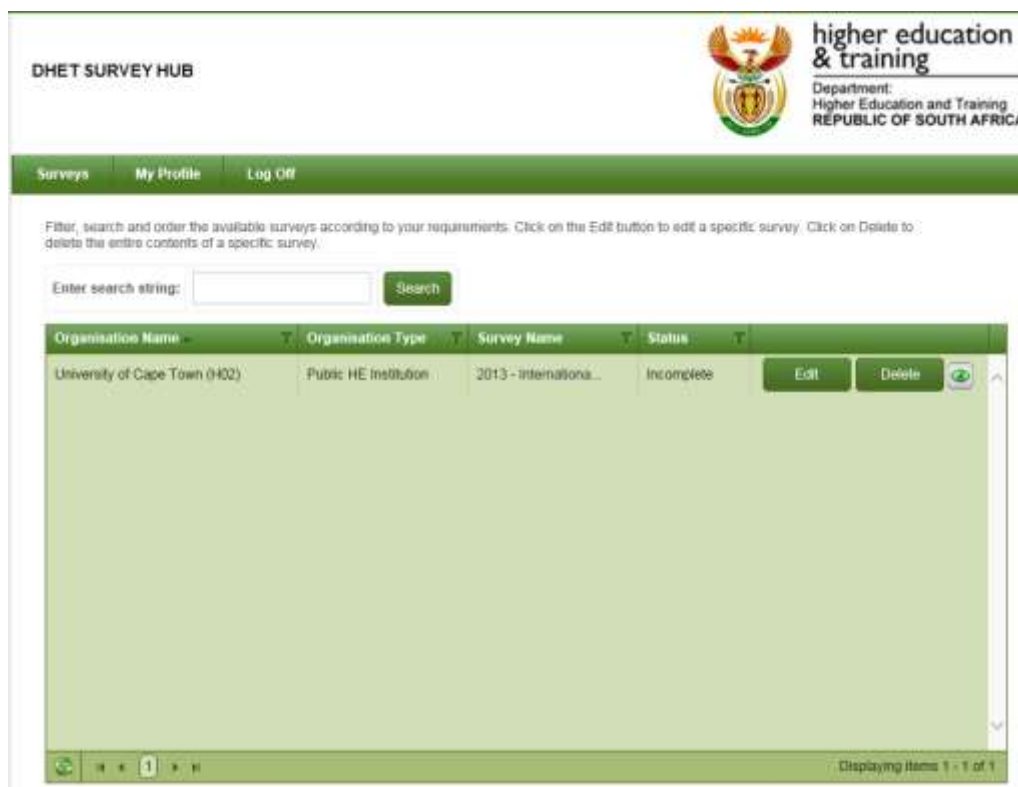 higher education
& training
DHET SURVEY HUB
Department:
Higher Education and Training
REPUBLIC OF SOUTH AFRICA
Surveys My Profile Log Off
Filter, search and order the available surveys according to your requirements. Click on the Edit button to edit a specific survey. Click on Delete to
delete the entire contents of a specific survey.
Enter search string: Search
Organisation Name Organisation Type Survey Name Status
University of Cape Town (H02) Public HE Institution 2013 - Internationa... Incomplete Edit Delete
1 Displaying items 1 - 1 of 1